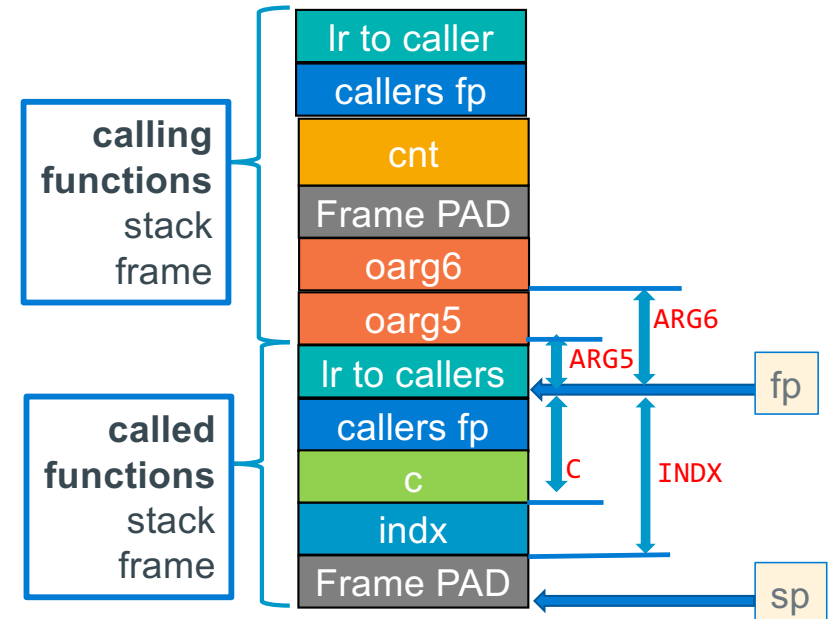 lr to caller
callers fp
cnt
Frame PAD
oarg6
oarg5
lr to callers
callers fp
c
indx
Frame PAD
calling
functions
stack
frame
called
functions
stack
frame
ARG6
ARG5
C
INDX
fp
sp